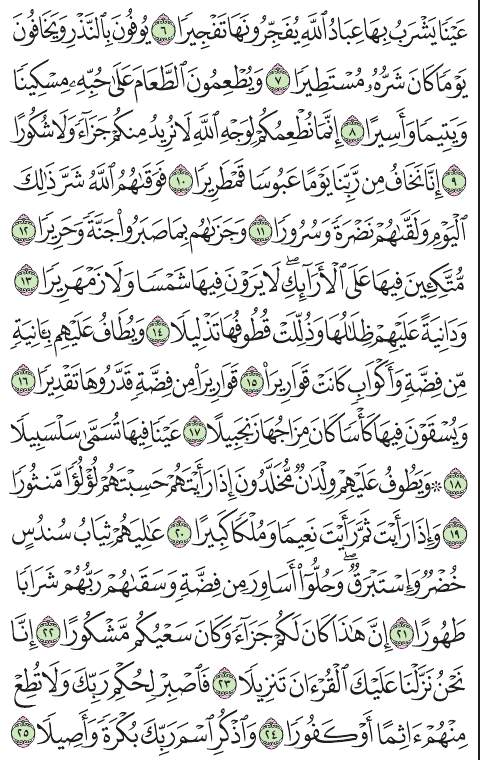 عَيْنًا يَشْرَبُ بِهَا عِبَادُ ٱللَّهِ يُفَجِّرُونَهَا تَفْجِيرًا ٦ يُوفُونَ بِٱلنَّذْرِ وَيَخَافُونَ
يَوْمًا كَانَ شَرُّهُۥ مُسْتَطِيرًا ٧ وَيُطْعِمُونَ ٱلطَّعَامَ عَلَىٰ حُبِّهِۦ مِسْكِينًا
وَيَتِيمًا وَأَسِيرًا ٨ إِنَّمَا نُطْعِمُكُمْ لِوَجْهِ ٱللَّهِ لَا نُرِيدُ مِنكُمْ جَزَآءً وَلَا شُكُورًا
٩ إِنَّا نَخَافُ مِن رَّبِّنَا يَوْمًا عَبُوسًا قَمْطَرِيرًا ١٠ فَوَقَىٰهُمُ ٱللَّهُ شَرَّ ذَٰلِكَ
ٱلْيَوْمِ وَلَقَّىٰهُمْ نَضْرَةً وَسُرُورًا ١١ وَجَزَىٰهُم بِمَا صَبَرُوا۟ جَنَّةً وَحَرِيرًا ١٢
مُّتَّكِـِٔينَ فِيهَا عَلَى ٱلْأَرَآئِكِ ۖ لَا يَرَوْنَ فِيهَا شَمْسًا وَلَا زَمْهَرِيرًا ١٣
وَدَانِيَةً عَلَيْهِمْ ظِلَٰلُهَا وَذُلِّلَتْ قُطُوفُهَا تَذْلِيلًا ١٤ وَيُطَافُ عَلَيْهِم بِـَٔانِيَةٍ
مِّن فِضَّةٍ وَأَكْوَابٍ كَانَتْ قَوَارِيرَا۠ ١٥ قَوَارِيرَا۟ مِن فِضَّةٍ قَدَّرُوهَا تَقْدِيرًا ١٦
وَيُسْقَوْنَ فِيهَا كَأْسًا كَانَ مِزَاجُهَا زَنجَبِيلًا ١٧ عَيْنًا فِيهَا تُسَمَّىٰ سَلْسَبِيلًا
١٨ ۞ وَيَطُوفُ عَلَيْهِمْ وِلْدَٰنٌ مُّخَلَّدُونَ إِذَا رَأَيْتَهُمْ حَسِبْتَهُمْ لُؤْلُؤًا مَّنثُورًا
١٩ وَإِذَا رَأَيْتَ ثَمَّ رَأَيْتَ نَعِيمًا وَمُلْكًا كَبِيرًا ٢٠ عَٰلِيَهُمْ ثِيَابُ سُندُسٍ
خُضْرٌ وَإِسْتَبْرَقٌ ۖ وَحُلُّوٓا۟ أَسَاوِرَ مِن فِضَّةٍ وَسَقَىٰهُمْ رَبُّهُمْ شَرَابًا
طَهُورًا ٢١ إِنَّ هَٰذَا كَانَ لَكُمْ جَزَآءً وَكَانَ سَعْيُكُم مَّشْكُورًا ٢٢ إِنَّا
نَحْنُ نَزَّلْنَا عَلَيْكَ ٱلْقُرْءَانَ تَنزِيلًا ٢٣ فَٱصْبِرْ لِحُكْمِ رَبِّكَ وَلَا تُطِعْ
مِنْهُمْ ءَاثِمًا أَوْ كَفُورًا ٢٤ وَٱذْكُرِ ٱسْمَ رَبِّكَ بُكْرَةً وَأَصِيلًا ٢٥